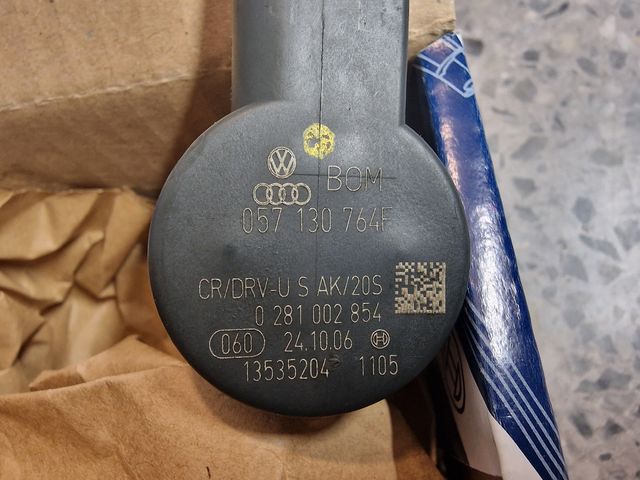 BOM
057 130 764F
CR/DRV-U S AK/20S
0 281 002 854
060 24.10.06
13535204 1105